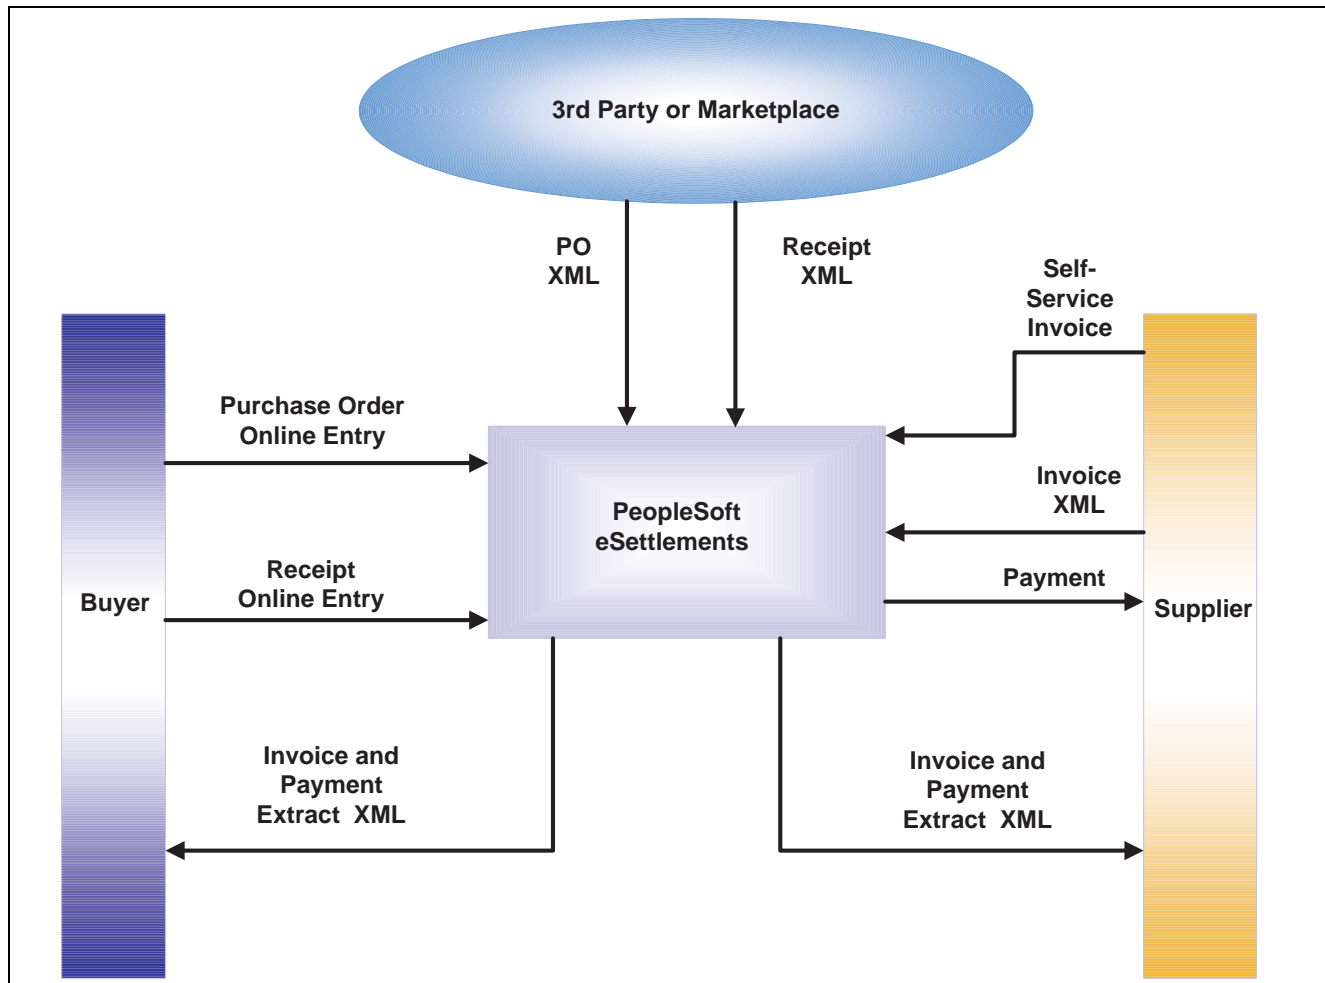 3rd Party or Marketplace
PO
XML
Receipt
XML
Self-
Service
Invoice
Purchase Order
Online Entry
Invoice
XML
PeopleSoft
eSettlements
Receipt
Online Entry
Payment
Buyer
Supplier
Invoice and
Payment
Extract  XML
Invoice and
Payment
Extract  XML